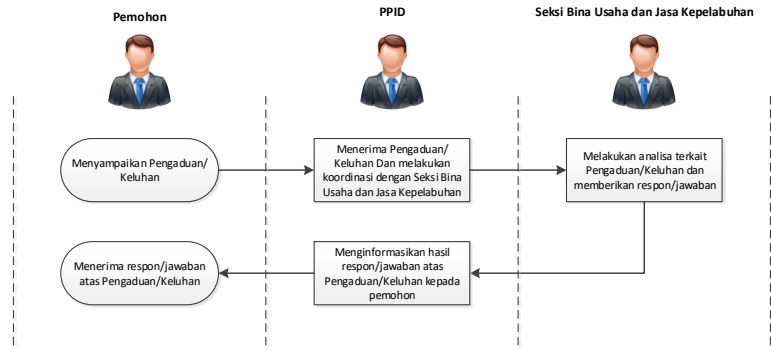 Pemohon
PPID
Seksi Bina Usaha dan Jasa Kepelabuhan
Menyampaikan Pengaduan/
Keluhan
Menerima Pengaduan/
Keluhan Dan melakukan
koordinasi dengan Seksi Bina
Usaha dan Jasa Kepelabuhan
Melakukan analisa terkait
Pengaduan/Keluhan dan
memberikan respon/jawaban
Menerima respon/jawaban
atas Pengaduan/Keluhan
Menginformasikan hasil
respon/jawaban atas
Pengaduan/Keluhan kepada
pemohon